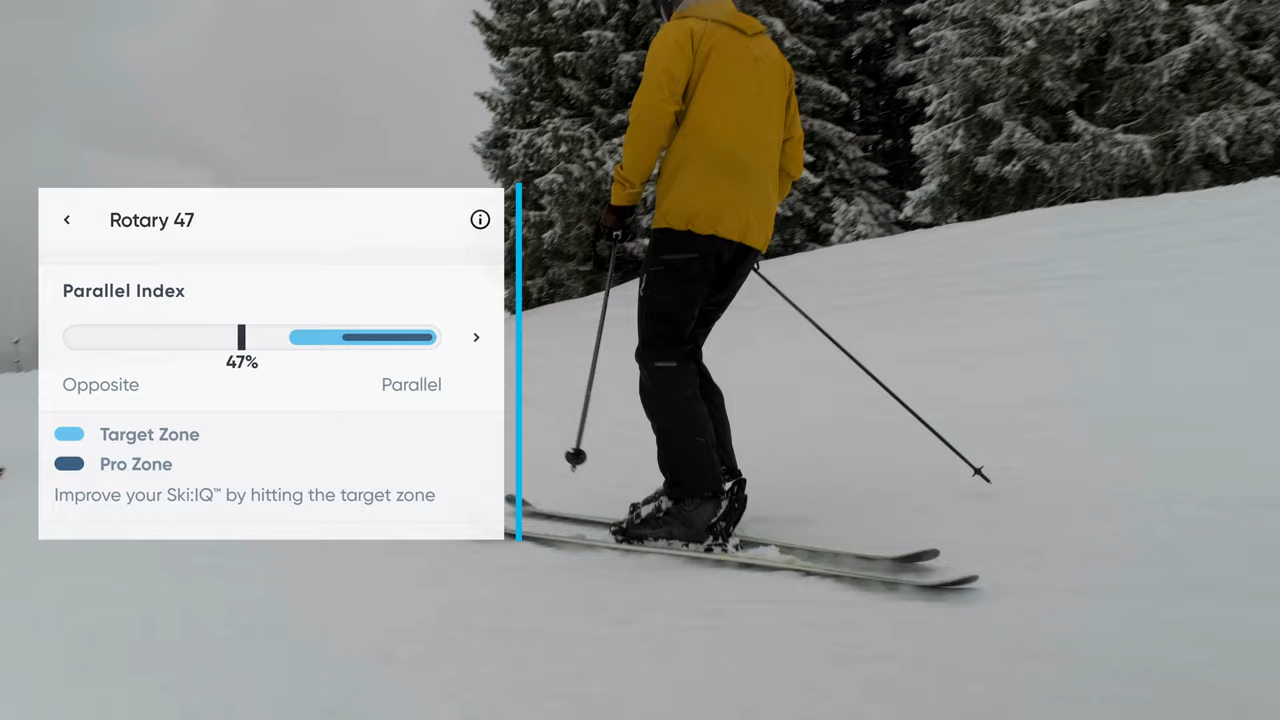 Rotary 47
Parallel Index
47%
Opposite Parallel
Target Zone
Pro Zone
Improve your Ski:IQ™ by hitting the target zone